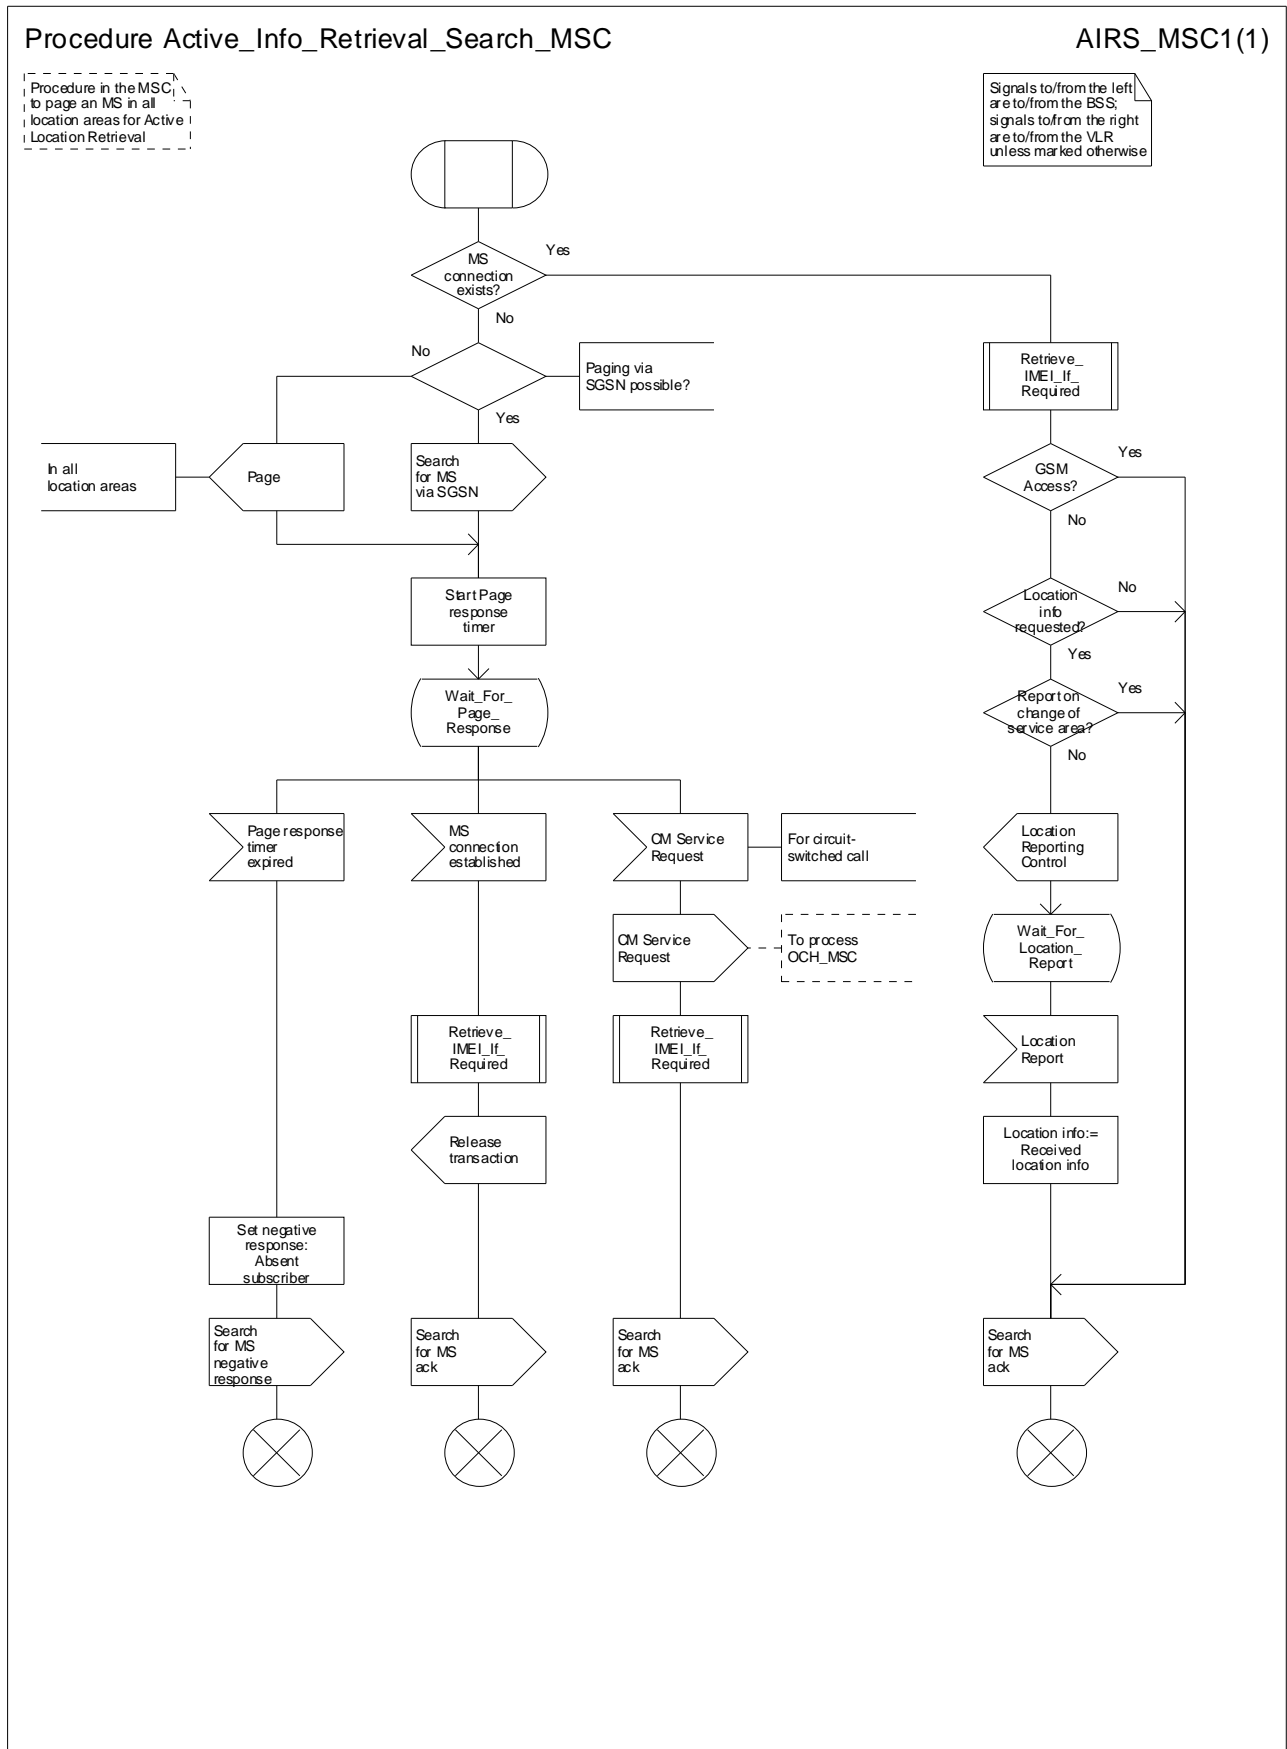 Procedure Active_Info_Retrieval_Search_MSC
AIRS_MSC1(1)
Procedure in the MSC
to page an MS in all
location areas for Active
Location Retrieval
Signals to/from the left
are to/from the BSS;
signals to/from the right
are to/from the VLR
unless marked otherwise
MS
connection
exists?
Yes
No
No
Paging via
SGSN possible?
Yes
Retrieve_
IMEI_If_
Required
In all
location areas
Page
Search
for MS
via SGSN
GSM
Access?
Yes
No
Start Page
response
timer
Location
info
requested?
No
Yes
Wait_For_
Page_
Response
Report on
change of
service area?
Yes
No
Page response
timer
expired
MS
connection
established
CM Service
Request
For circuit-
switched call
Location
Reporting
Control
CM Service
Request
To process
OCH_MSC
Wait_For_
Location_
Report
Retrieve_
IMEI_If_
Required
Retrieve_
IMEI_If_
Required
Location
Report
Release
transaction
Location info:=
Received
location info
Set negative
response:
Absent
subscriber
Search
for MS
negative
response
Search
for MS
ack
Search
for MS
ack
Search
for MS
ack